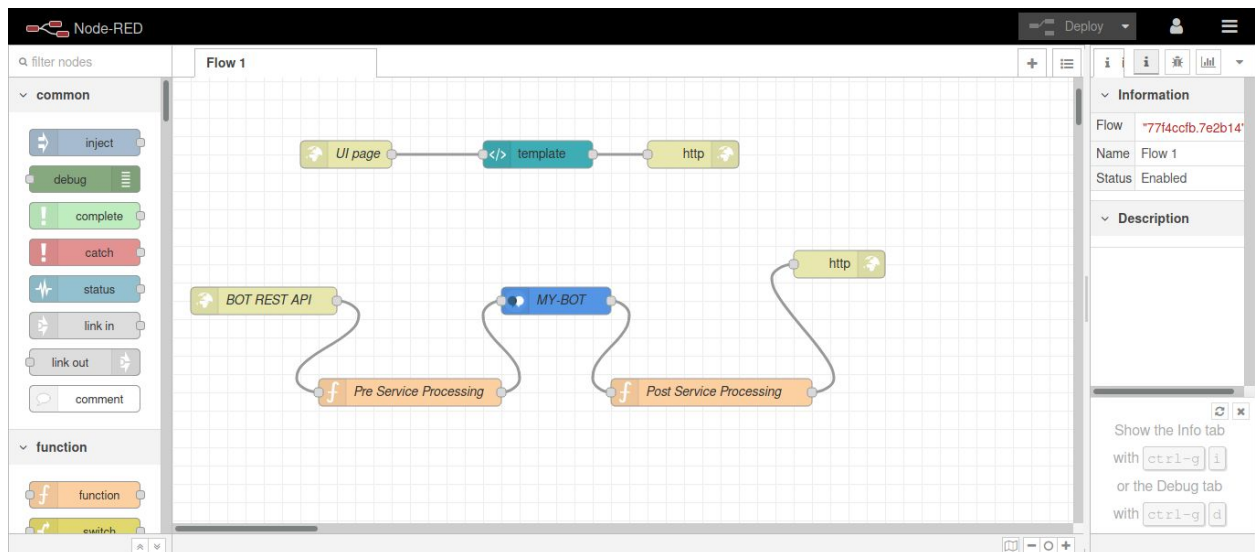 Node-RED
Deploy
filter nodes
Flow 1
common
inject
debug
complete
catch
status
link in
link out
comment
function
function
switch
UI page
template
http
http
BOT REST API
MY-BOT
Pre Service Processing
Post Service Processing
Information
Flow "77f4ccfb.7e2b14"
Name Flow 1
Status Enabled
Description
Show the Info tab
with ctrl-g i
or the Debug tab
with ctrl-g d